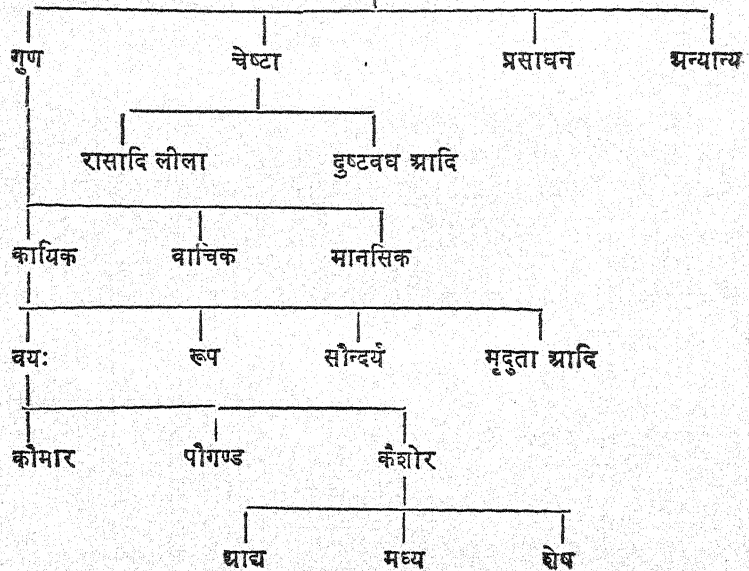 गुण चेष्टा प्रसाधन अन्यान्य
रासादि लीला दुष्टवध आदि
कायिक वाचिक मानसिक
वयः रूप सौन्दर्य मृदुता आदि
कौमार पौगण्ड कैशोर
आद्य मध्य शेष